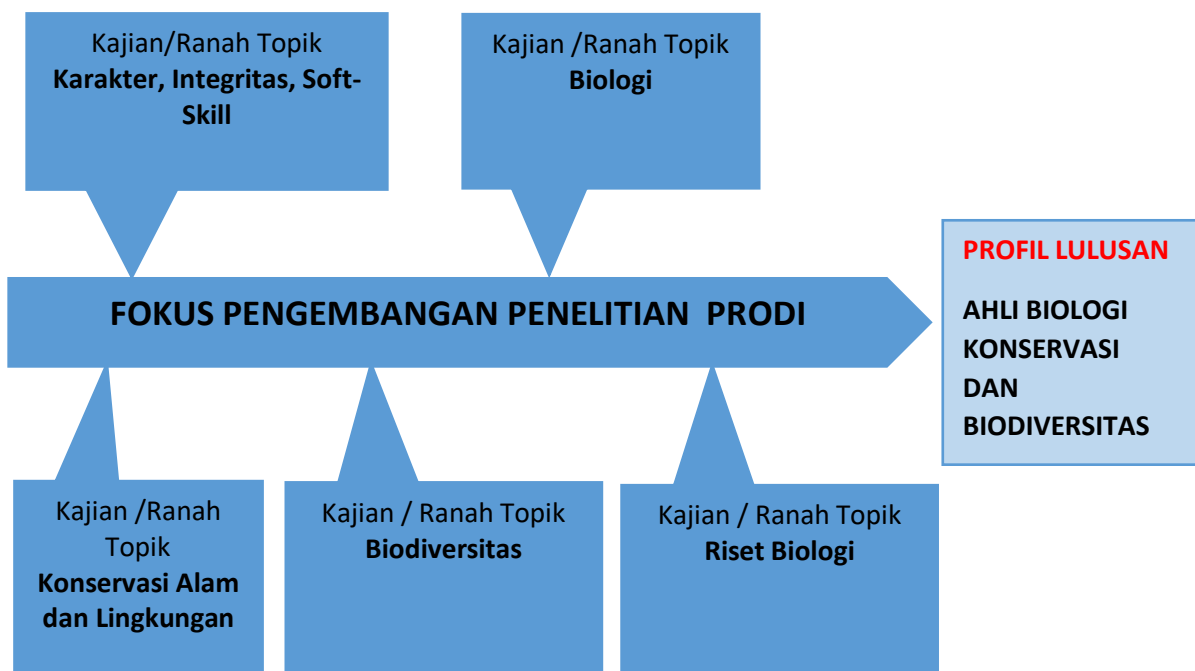 Kajian/Ranah Topik
Karakter, Integritas, Soft-
Skill
Kajian /Ranah Topik
Biologi
FOKUS PENGEMBANGAN PENELITIAN PRODI
PROFIL LULUSAN
AHLI BIOLOGI
KONSERVASI
DAN
BIODIVERSITAS
Kajian /Ranah
Topik
Konservasi Alam
dan Lingkungan
Kajian / Ranah Topik
Biodiversitas
Kajian / Ranah Topik
Riset Biologi